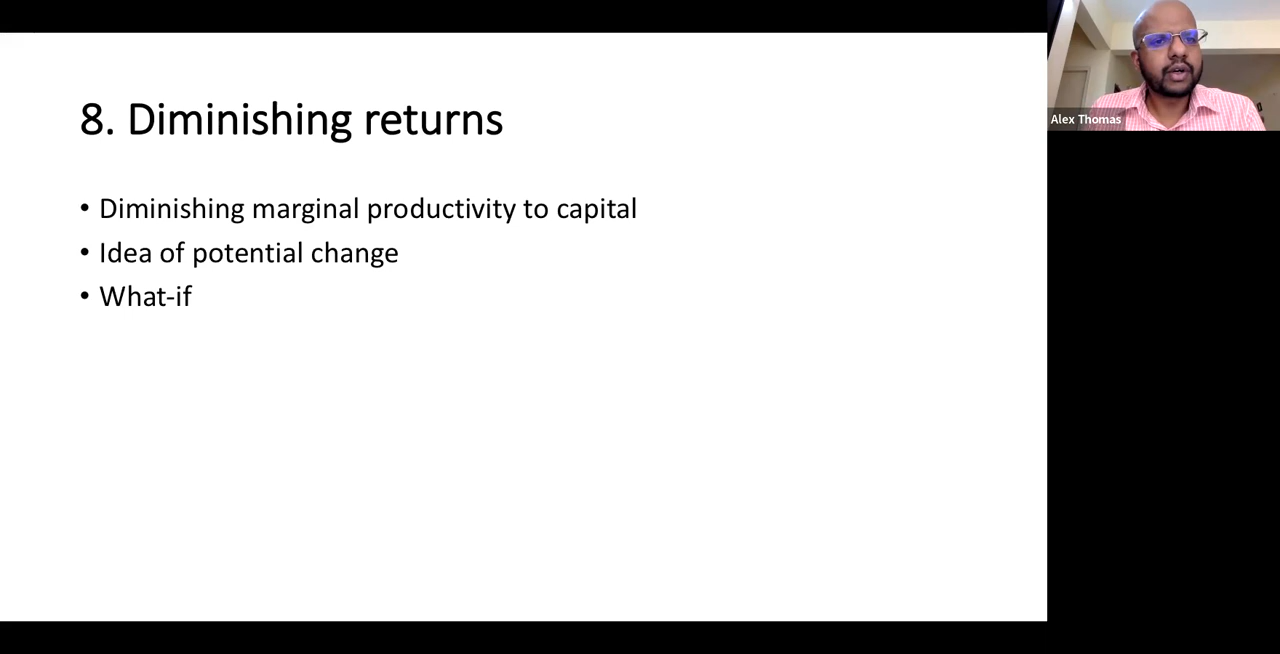 8. Diminishing returns
• Diminishing marginal productivity to capital
• Idea of potential change
• What-if
Alex Thomas